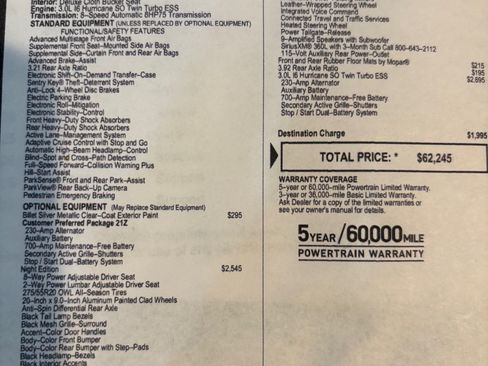 Interior: Deluxe Cloth Bucket Seat
Engine: 3.0L I6 Hurricane SO Twin Turbo ESS
Transmission: 8–Speed Automatic 8HP75 Transmission
STANDARD EQUIPMENT (UNLESS REPLACED BY OPTIONAL EQUIPMENT)
FUNCTIONAL/SAFETY FEATURES
Advanced Multistage Front Air Bags
Supplemental Front Seat–Mounted Side Air Bags
Supplemental Side–Curtain Front and Rear Air Bags
Advanced Brake–Assist
3.21 Rear Axle Ratio
Electronic Shift–On–Demand Transfer–Case
Sentry Key® Theft–Deterrent System
Anti–Lock 4–Wheel Disc Brakes
Electric Parking Brake
Electronic Roll–Mitigation
Electronic Stability–Control
Front Heavy–Duty Shock Absorbers
Rear Heavy–Duty Shock Absorbers
Active Lane–Management System
Adaptive Cruise Control with Stop and Go
Automatic High–Beam Headlamp–Control
Blind–Spot and Cross–Path Detection
Full–Speed Forward–Collision Warning Plus
Hill–Start Assist
ParkSense® Front and Rear Park–Assist
ParkView® Rear Back–Up Camera
Pedestrian Emergency Braking
OPTIONAL EQUIPMENT (May Replace Standard Equipment)
Billet Silver Metallic Clear–Coat Exterior Paint $295
Customer Preferred Package 21Z
230–Amp Alternator
Auxiliary Battery
700–Amp Maintenance–Free Battery
Secondary Active Grille–Shutters
Stop / Start Dual–Battery System
Night Edition $2,545
8–Way Power Adjustable Driver Seat
2–Way Power Lumbar Adjustable Driver Seat
275/55R20 OWL All–Season Tires
20–Inch x 9.0–Inch Aluminum Painted Clad Wheels
Anti–Spin Differential Rear Axle
Black Tail Lamp Bezels
Black Mesh Grille–Surround
Accent–Color Door Handles
Body–Color Front Bumper
Body–Color Rear Bumper with Step–Pads
Black Headlamp–Bezels
Black Interior Accents
Leather–Wrapped Steering Wheel
Integrated Voice Command
Connected Travel and Traffic Services
Heated Steering Wheel
Power Tailgate–Release
9–Amplified Speakers with Subwoofer
SiriusXM® 360L with 3–Month Sub Call 800–643–2112
115–Volt Auxiliary Rear Power–Outlet
Front and Rear Rubber Floor Mats by Mopar® $215
3.92 Rear Axle Ratio $195
3.0L I6 Hurricane SO Twin Turbo ESS $2,695
230–Amp Alternator
Auxiliary Battery
700–Amp Maintenance–Free Battery
Secondary Active Grille–Shutters
Stop / Start Dual–Battery System
Destination Charge $1,995
TOTAL PRICE: * $62,245
WARRANTY COVERAGE
5–year or 60,000–mile Powertrain Limited Warranty.
3–year or 36,000–mile Basic Limited Warranty.
Ask Dealer for a copy of the limited warranties or
see your owner's manual for details.
5 YEAR/60,000 MILE
POWERTRAIN WARRANTY